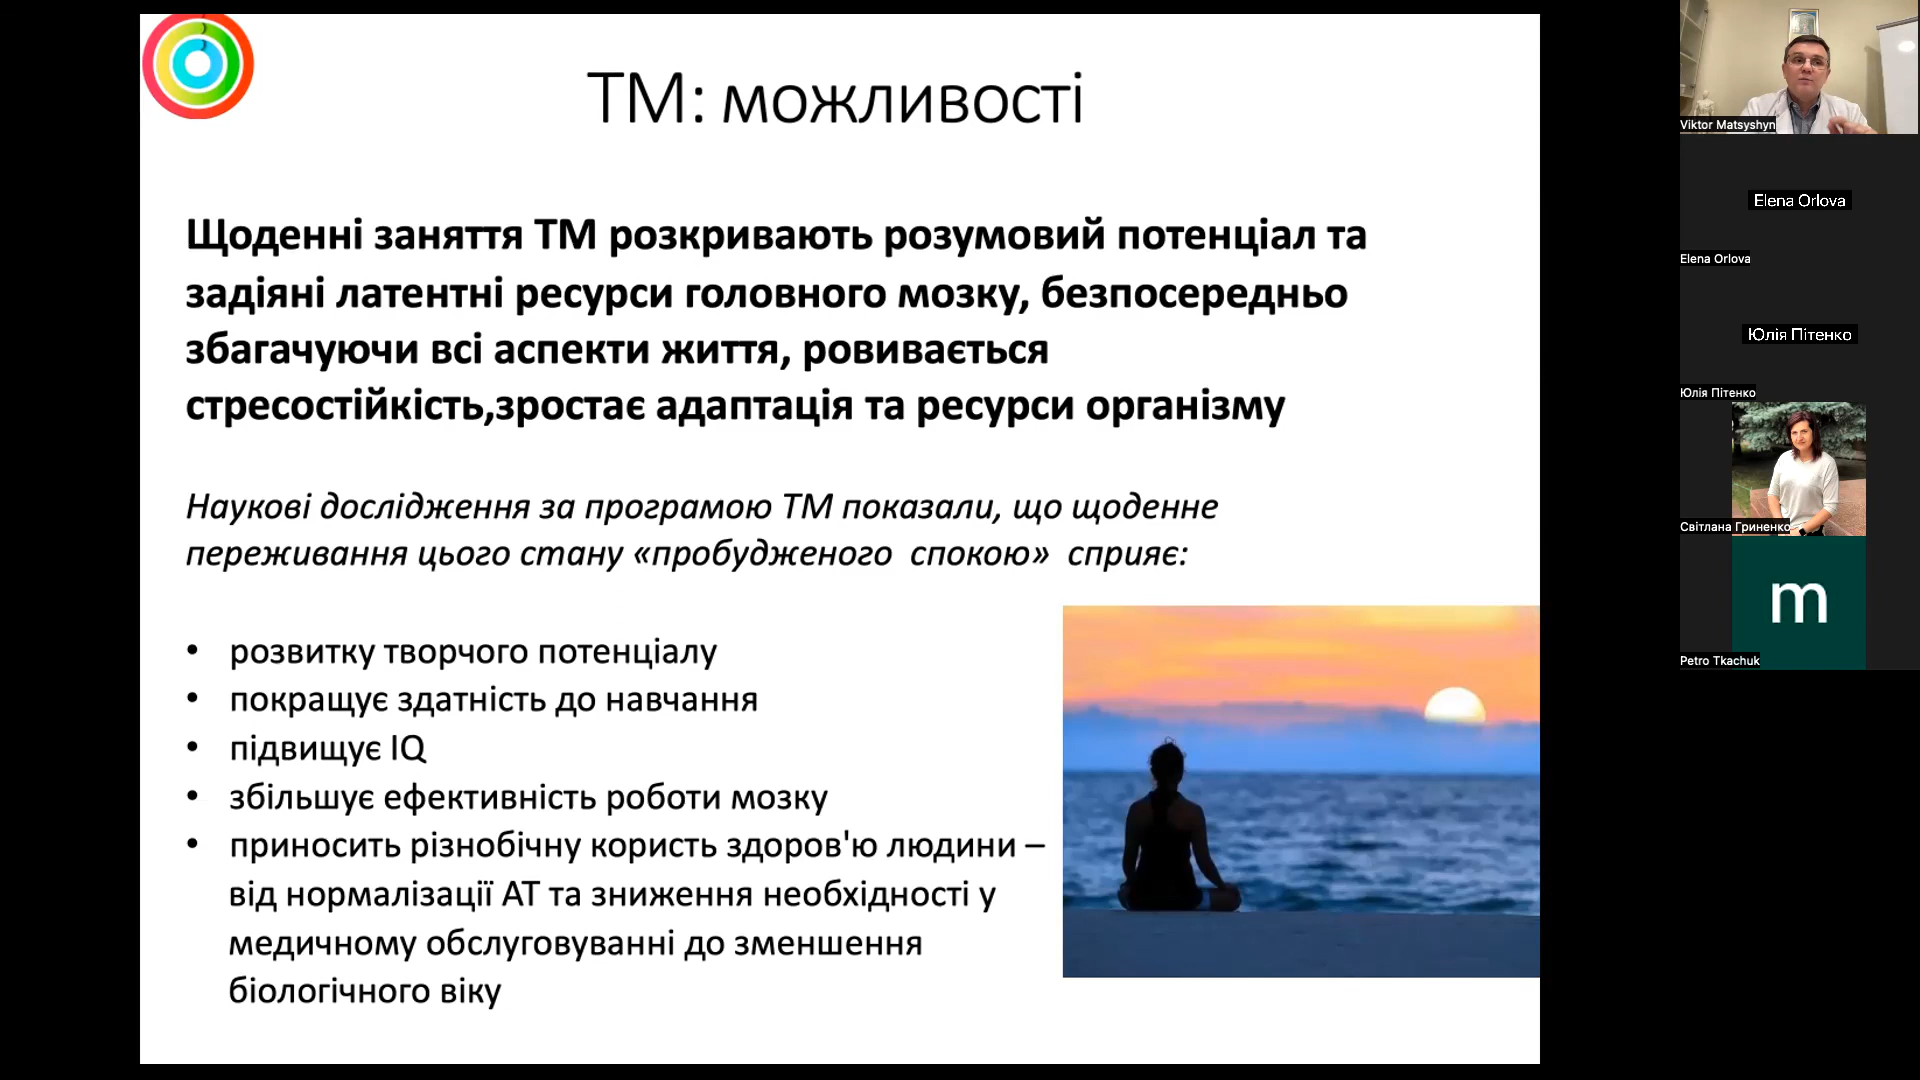 ТМ: можливості
Щоденні заняття ТМ розкривають розумовий потенціал та
задіяні латентні ресурси головного мозку, безпосередньо
збагачуючи всі аспекти життя, ровивається
стресостійкість,зростає адаптація та ресурси організму
Наукові дослідження за програмою ТМ показали, що щоденне
переживання цього стану «пробудженого спокою» сприяє:
• розвитку творчого потенціалу
• покращує здатність до навчання
• підвищує IQ
• збільшує ефективність роботи мозку
• приносить різнобічну користь здоров'ю людини –
від нормалізації АТ та зниження необхідності у
медичному обслуговуванні до зменшення
біологічного віку
Viktor Matsyshyn
Elena Orlova
Elena Orlova
Юлія Пітенко
Юлія Пітенко
Світлана Гриненко
m
Petro Tkachuk